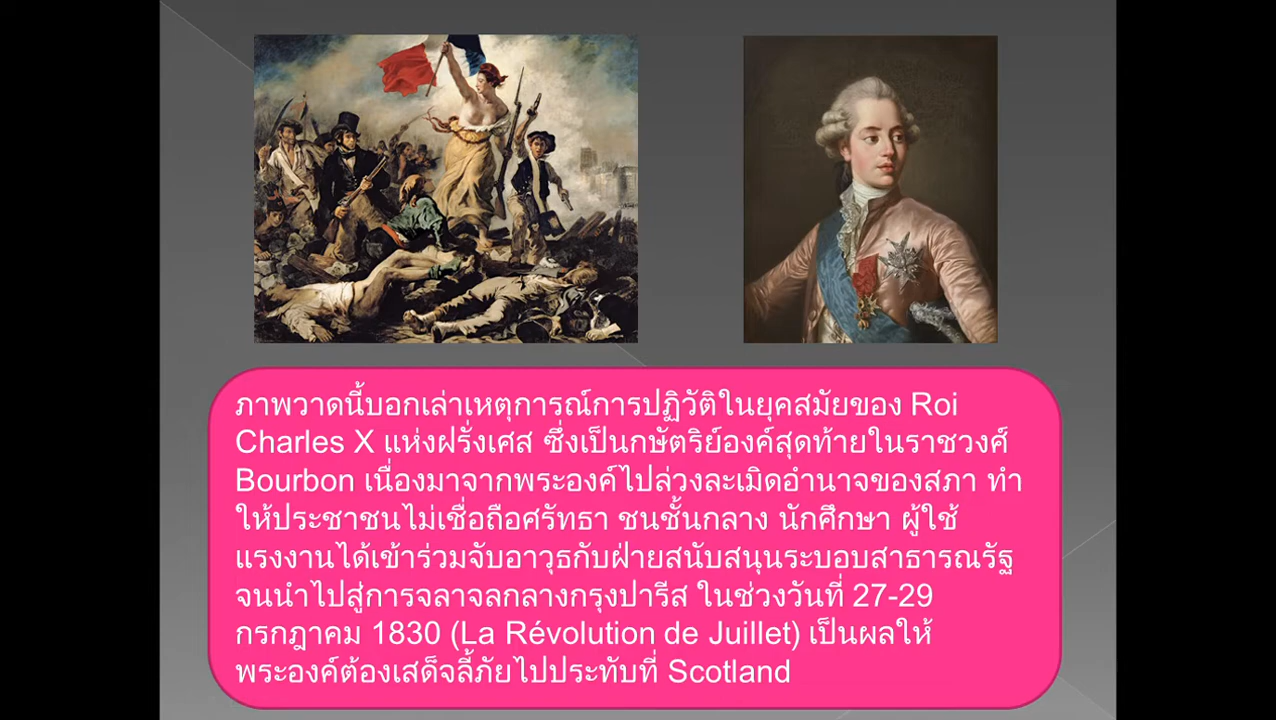 ภาพวาดนี้บอกเล่าเหตุการณ์การปฏิวัติในยุคสมัยของ Roi
Charles X แห่งฝรั่งเศส ซึ่งเป็นกษัตริย์องค์สุดท้ายในราชวงศ์
Bourbon เนื่องมาจากพระองค์ไปล่วงละเมิดอำนาจของสภา ทำ
ให้ประชาชนไม่เชื่อถือศรัทธา ชนชั้นกลาง นักศึกษา ผู้ใช้
แรงงานได้เข้าร่วมจับอาวุธกับฝ่ายสนับสนุนระบอบสาธารณรัฐ
จนนำไปสู่การจลาจลกลางกรุงปารีส ในช่วงวันที่ 27-29
กรกฎาคม 1830 (La Révolution de Juillet) เป็นผลให้
พระองค์ต้องเสด็จลี้ภัยไปประทับที่ Scotland